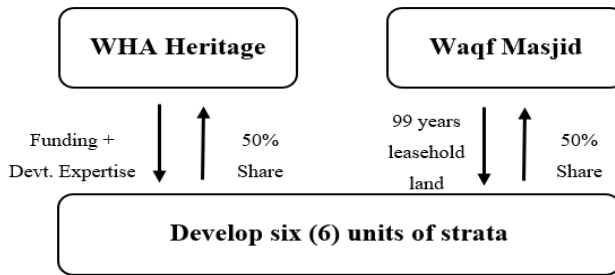 WHA Heritage
Waqf Masjid
Funding +
Devt. Expertise
50%
Share
99 years
leasehold
land
50%
Share
Develop six (6) units of strata